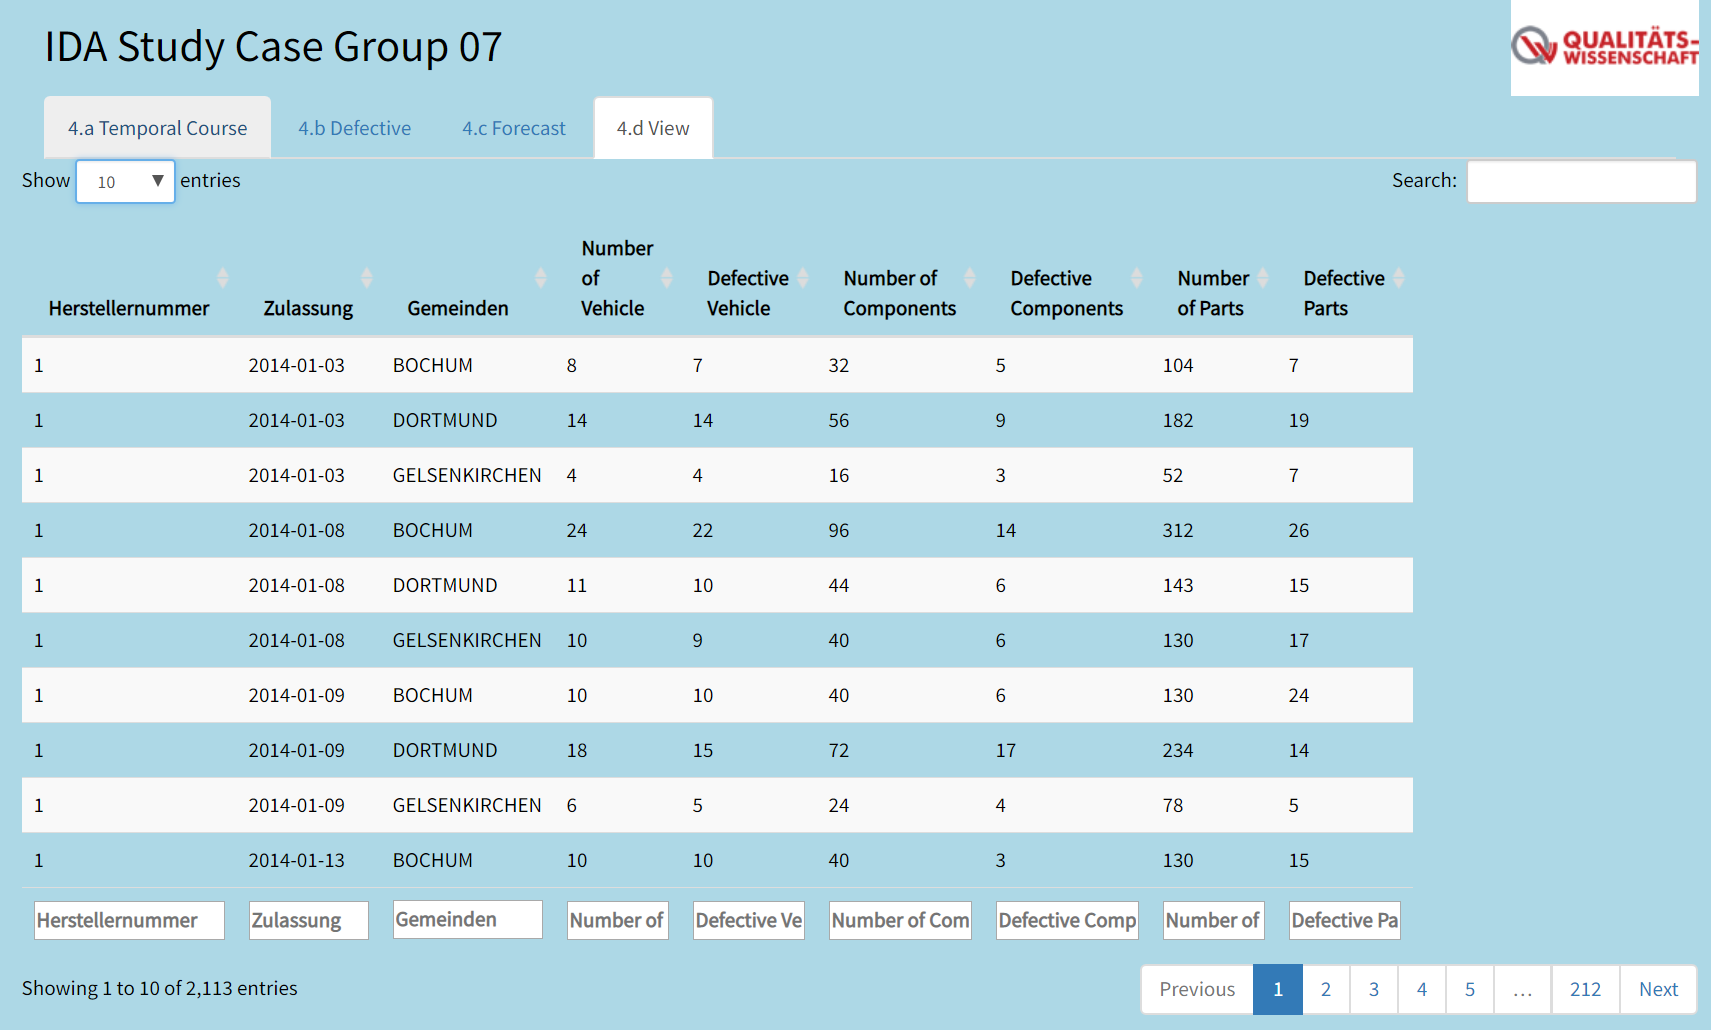 IDA Study Case Group 07
QUALITÄTS-
WISSENSCHAFT
4.a Temporal Course 4.b Defective 4.c Forecast 4.d View
Show 10 entries Search:
Herstellernummer Zulassung Gemeinden Number of Vehicle Defective Vehicle Number of Components Defective Components Number of Parts Defective Parts
1 2014-01-03 BOCHUM 8 7 32 5 104 7
1 2014-01-03 DORTMUND 14 14 56 9 182 19
1 2014-01-03 GELSENKIRCHEN 4 4 16 3 52 7
1 2014-01-08 BOCHUM 24 22 96 14 312 26
1 2014-01-08 DORTMUND 11 10 44 6 143 15
1 2014-01-08 GELSENKIRCHEN 10 9 40 6 130 17
1 2014-01-09 BOCHUM 10 10 40 6 130 24
1 2014-01-09 DORTMUND 18 15 72 17 234 14
1 2014-01-09 GELSENKIRCHEN 6 5 24 4 78 5
1 2014-01-13 BOCHUM 10 10 40 3 130 15
Herstellernummer Zulassung Gemeinden Number of Defective Ve Number of Com Defective Comp Number of Defective Pa
Showing 1 to 10 of 2,113 entries Previous 1 2 3 4 5 … 212 Next